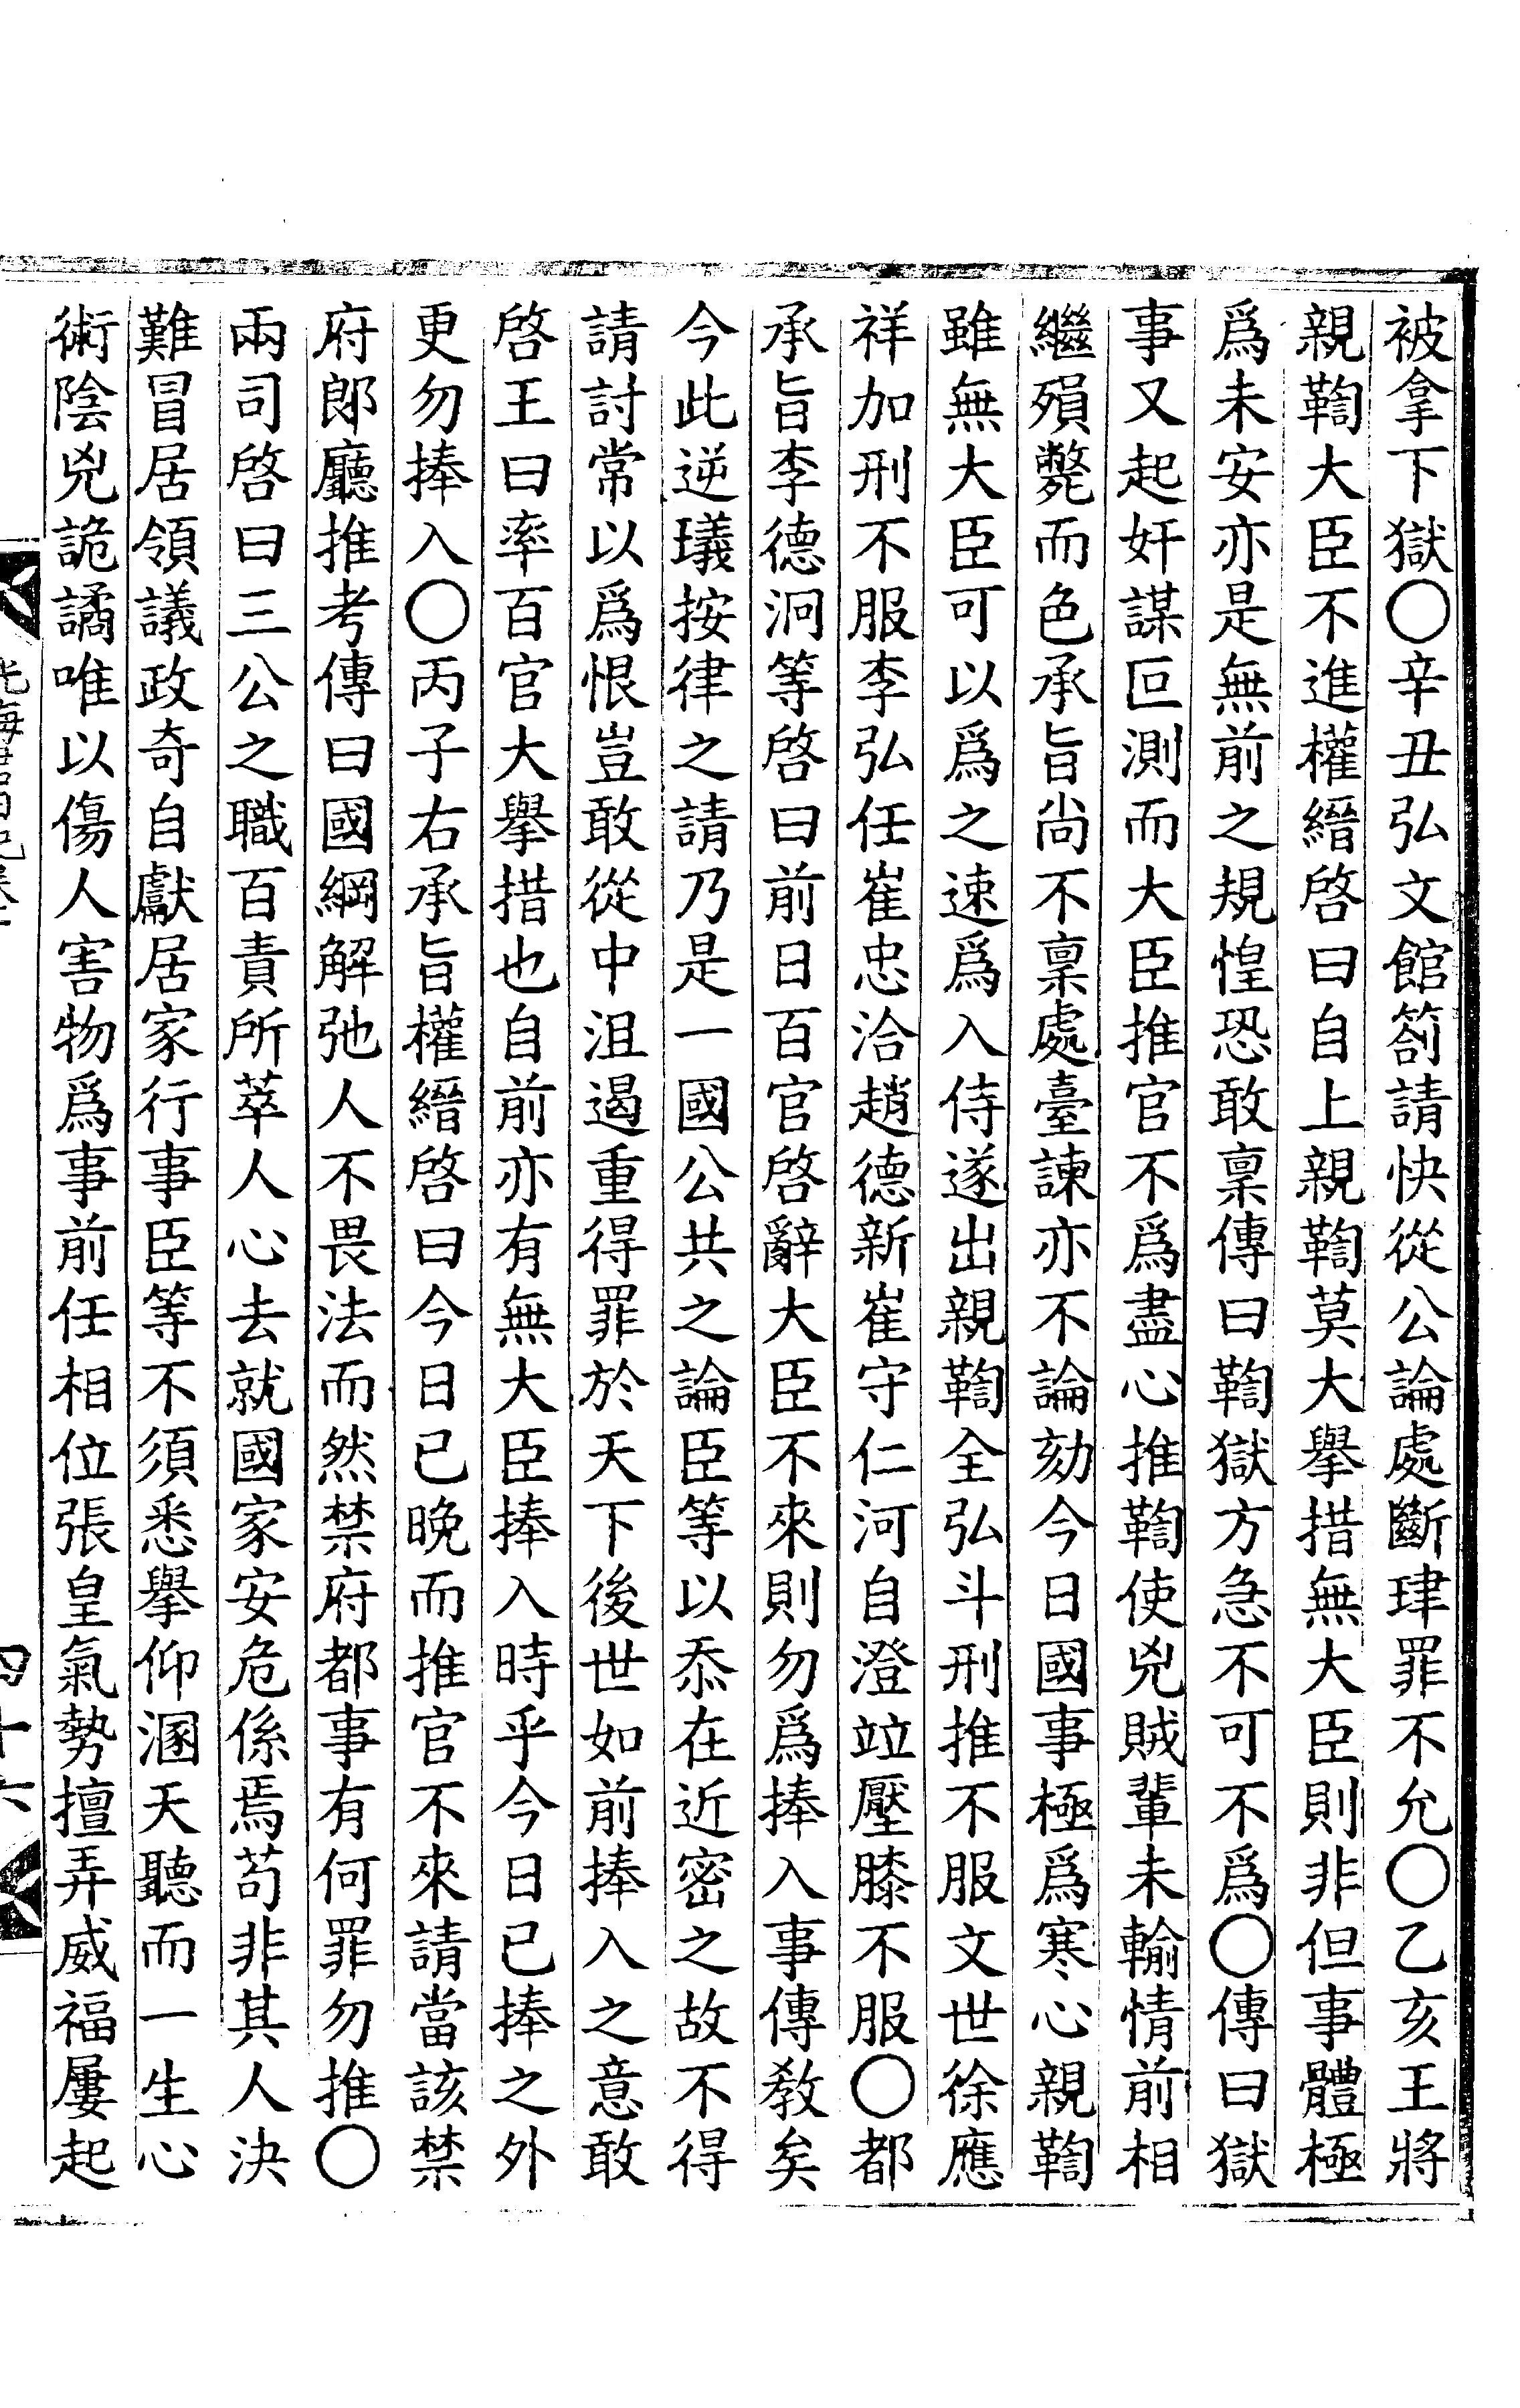 被拿下獄〇辛丑弘文館箚請快從公論處斷肆罪不允〇乙亥王將
親鞫大臣不進權縉啓曰自上親鞫莫大擧措無大臣則非但事體極
爲未安亦是無前之規惶恐敢稟傳曰鞫獄方急不可不爲〇傳曰獄
事又起奸謀叵測而大臣推官不爲盡心推鞫使兇賊輩未輸情前相
繼殞斃而色承旨尙不稟處臺諫亦不論劾今日國事極爲寒心親鞫
雖無大臣可以爲之速爲入侍遂出親鞫全弘斗刑推不服文世徐應
祥加刑不服李弘任崔忠洽趙德新崔守仁河自澄竝壓膝不服〇都
承旨李德泂等啓曰前日百官啓辭大臣不來則勿爲捧入事傳敎矣
今此逆㼁按律之請乃是一國公共之論臣等以忝在近密之故不得
請討常以爲恨豈敢從中沮遏重得罪於天下後世如前捧入之意敢
啓王曰率百官大擧措也自前亦有無大臣捧入時乎今日已捧之外
更勿捧入〇丙子右承旨權縉啓曰今日已晚而推官不來請當該禁
府郞廳推考傳曰國綱解弛人不畏法而然禁府都事有何罪勿推〇
兩司啓曰三公之職百責所萃人心去就國家安危係焉苟非其人決
難冒居領議政奇自獻居家行事臣等不須悉擧仰溷天聽而一生心
術陰兇詭譎唯以傷人害物爲事前任相位張皇氣勢擅弄威福屢起
四十六